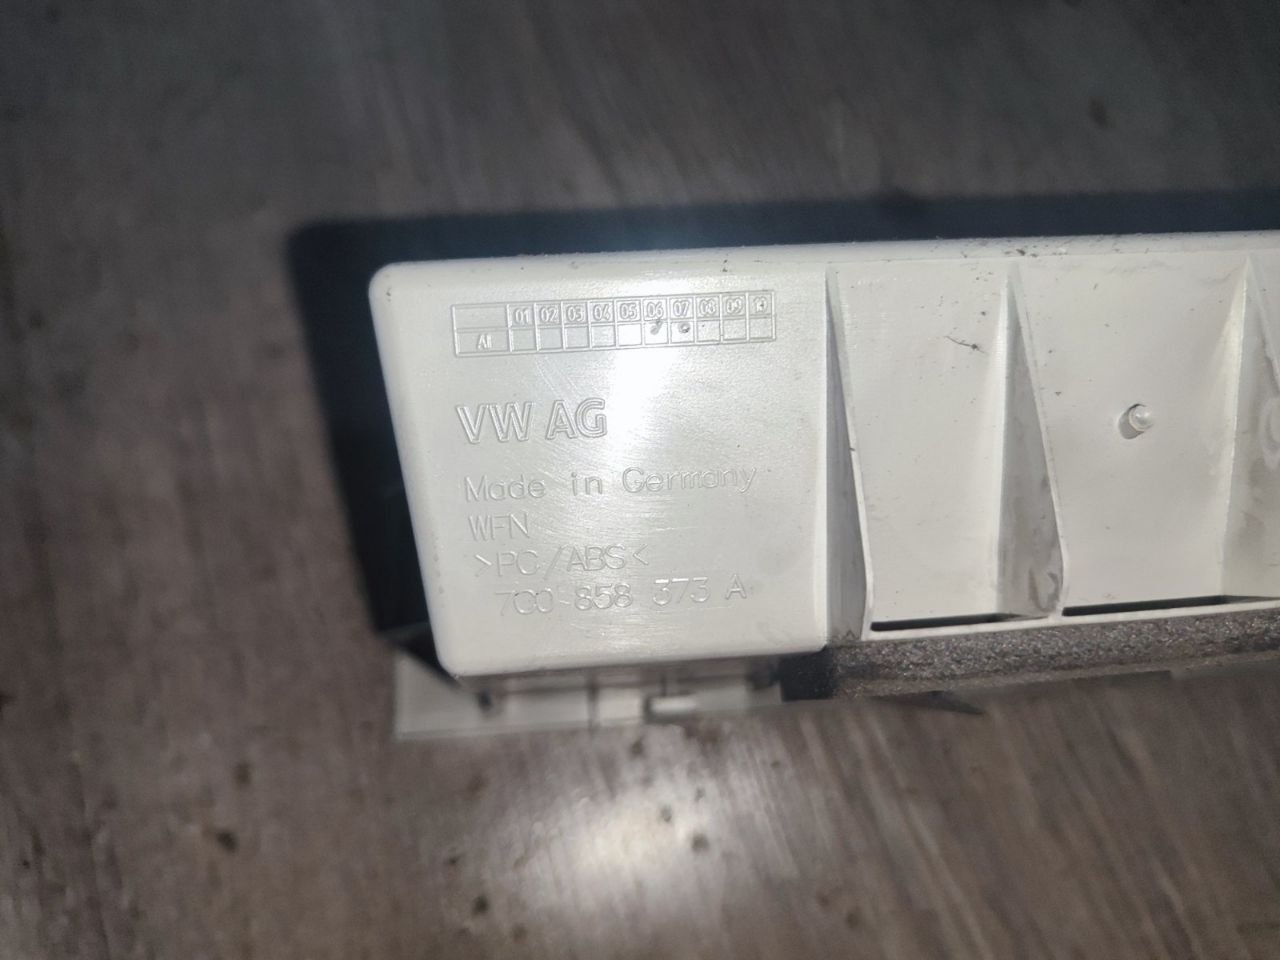 01 02 03 04 05 06 07 08 09
AI
VW AG
Made in Germany
WFN
>PC/ABS<
7C0-858 373 A